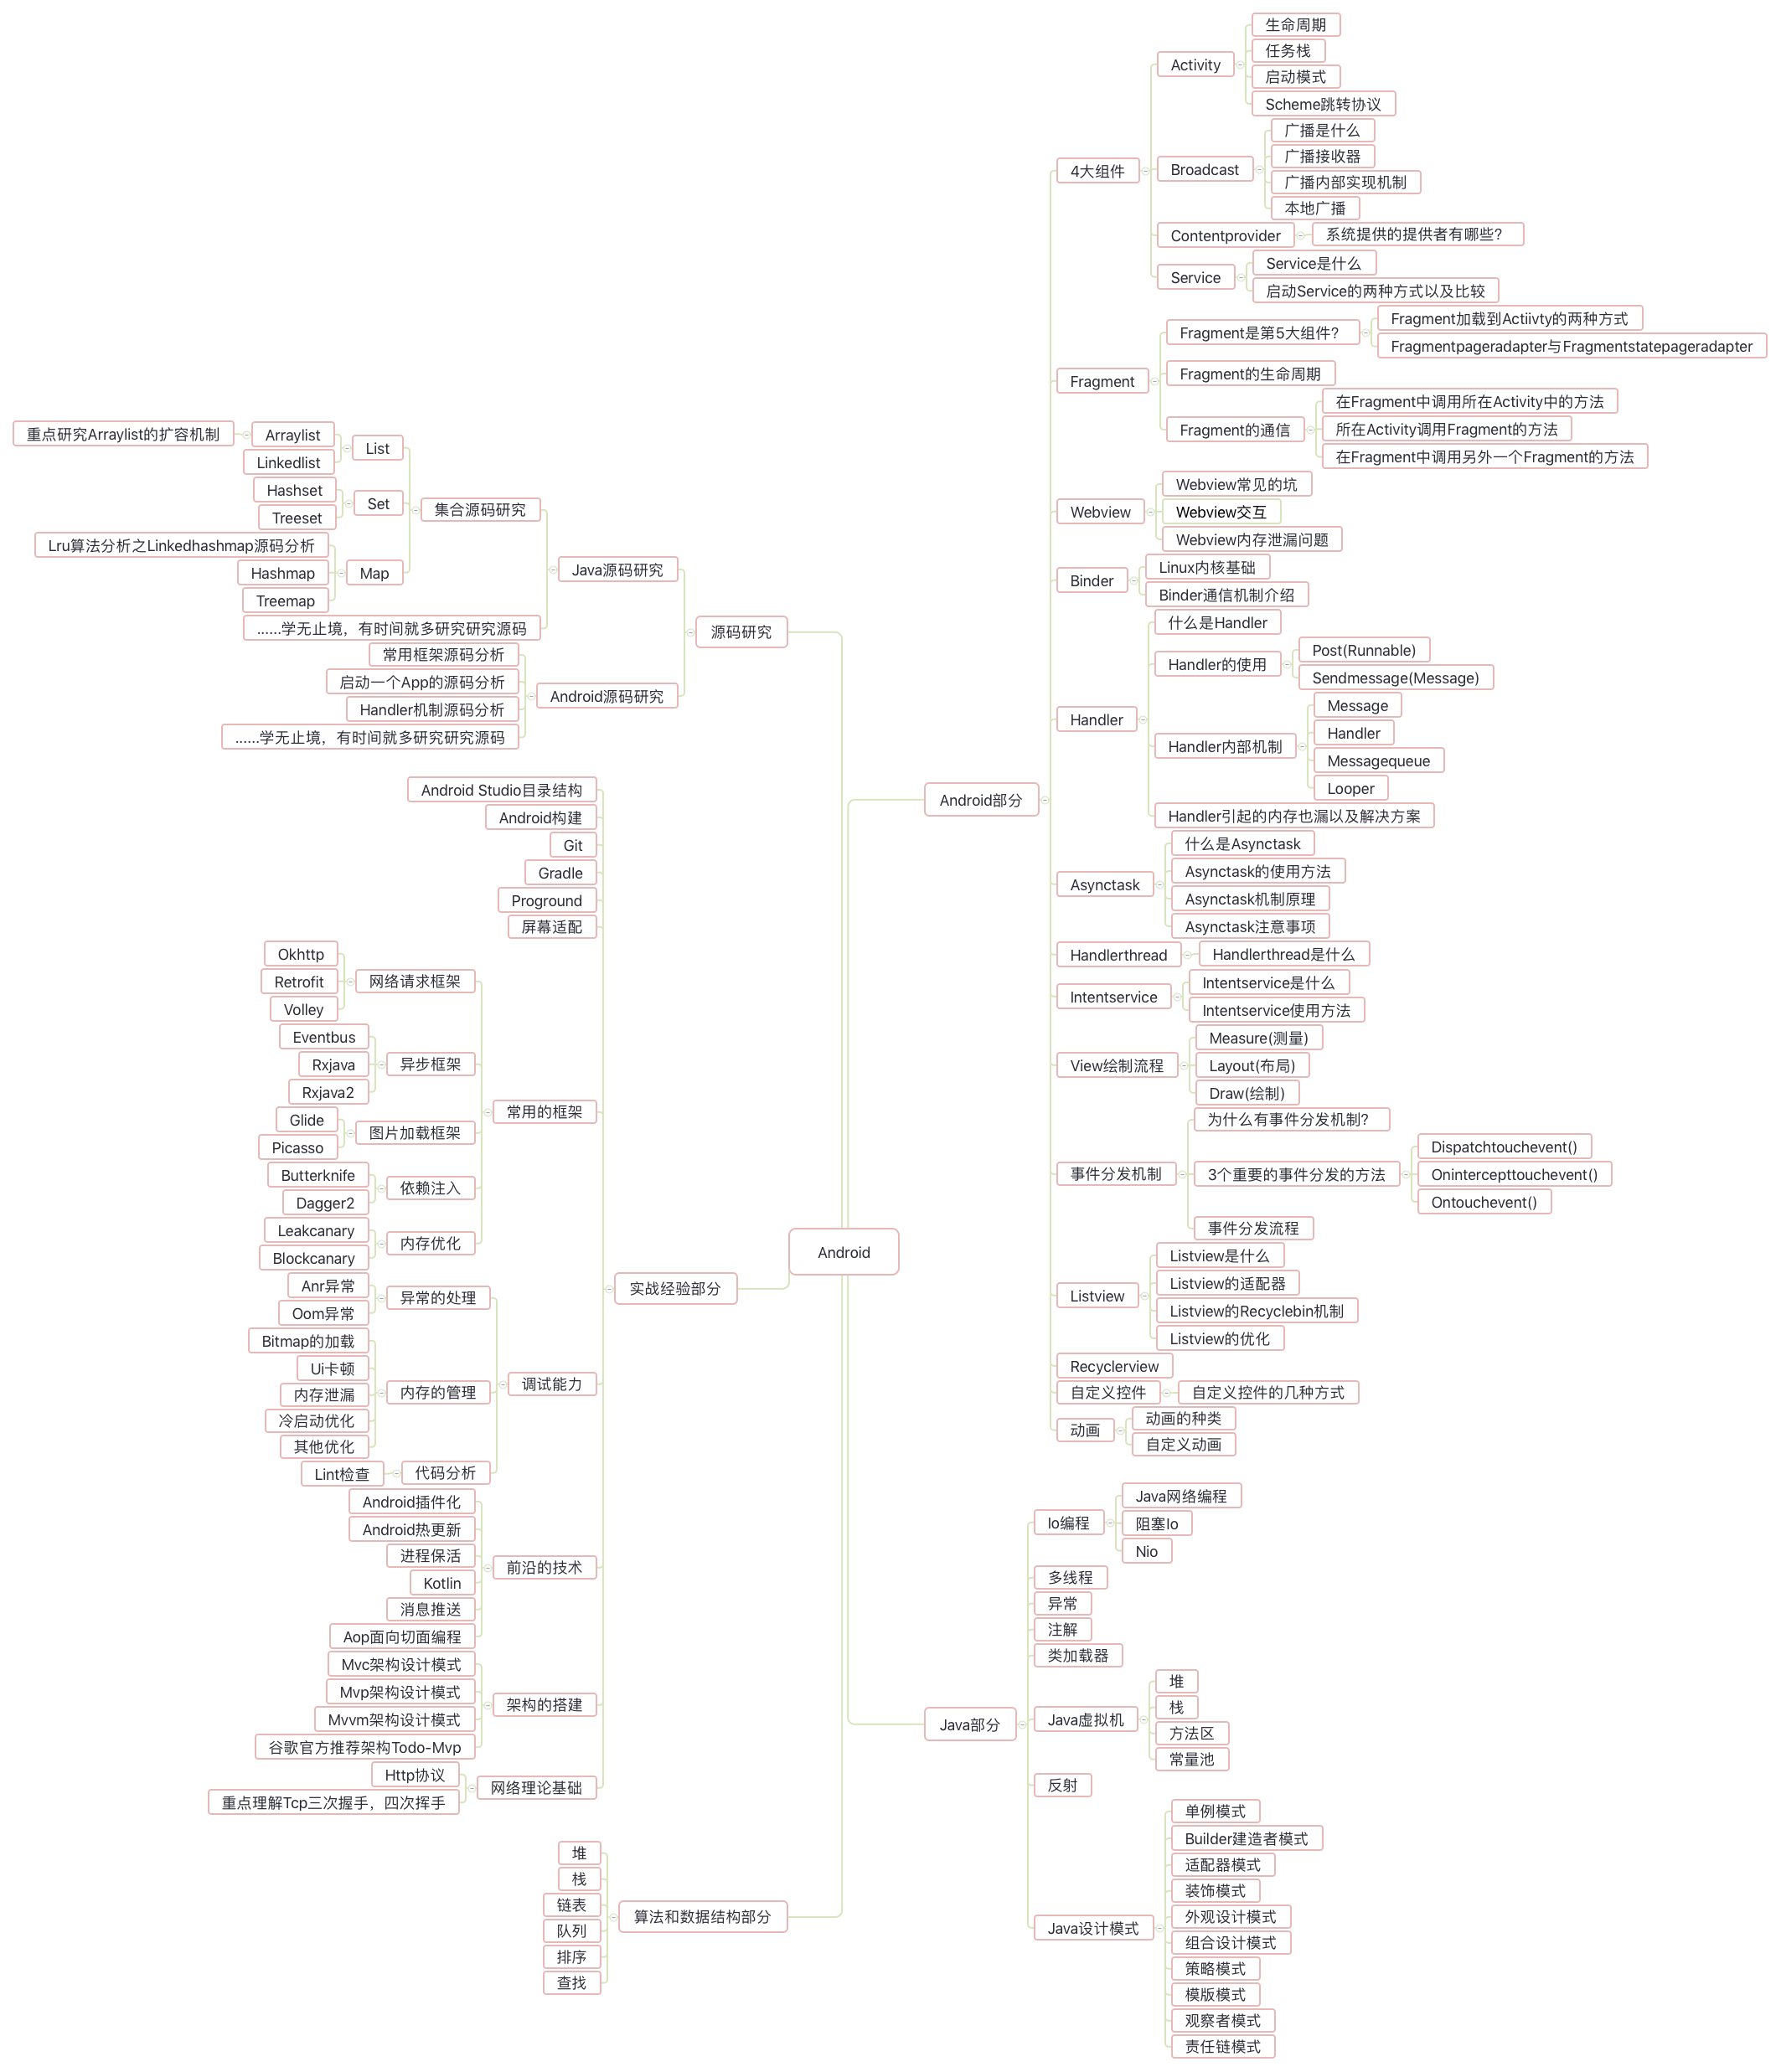 Android
Android部分
4大组件
Activity
生命周期
任务栈
启动模式
Scheme跳转协议
Broadcast
广播是什么
广播接收器
广播内部实现机制
本地广播
Contentprovider
系统提供的提供者有哪些?
Service
Service是什么
启动Service的两种方式以及比较
Fragment
Fragment是第5大组件?
Fragment加载到Actiivty的两种方式
Fragmentpageradapter与Fragmentstatepageradapter
Fragment的生命周期
Fragment的通信
在Fragment中调用所在Activity中的方法
所在Activity调用Fragment的方法
在Fragment中调用另外一个Fragment的方法
Webview
Webview常见的坑
Webview交互
Webview内存泄漏问题
Binder
Linux内核基础
Binder通信机制介绍
Handler
什么是Handler
Handler的使用
Post(Runnable)
Sendmessage(Message)
Handler内部机制
Message
Handler
Messagequeue
Looper
Handler引起的内存也漏以及解决方案
Asynctask
什么是Asynctask
Asynctask的使用方法
Asynctask机制原理
Asynctask注意事项
Handlerthread
Handlerthread是什么
Intentservice
Intentservice是什么
Intentservice使用方法
View绘制流程
Measure(测量)
Layout(布局)
Draw(绘制)
事件分发机制
为什么有事件分发机制?
3个重要的事件分发的方法
Dispatchtouchevent()
Onintercepttouchevent()
Ontouchevent()
事件分发流程
Listview
Listview是什么
Listview的适配器
Listview的Recyclebin机制
Listview的优化
Recyclerview
自定义控件
自定义控件的几种方式
动画
动画的种类
自定义动画
Java部分
Io编程
Java网络编程
阻塞Io
Nio
多线程
异常
注解
类加载器
Java虚拟机
堆
栈
方法区
常量池
反射
Java设计模式
单例模式
Builder建造者模式
适配器模式
装饰模式
外观设计模式
组合设计模式
策略模式
模版模式
观察者模式
责任链模式
源码研究
Java源码研究
集合源码研究
List
Arraylist
重点研究Arraylist的扩容机制
Linkedlist
Set
Hashset
Treeset
Map
Lru算法分析之Linkedhashmap源码分析
Hashmap
Treemap
......学无止境，有时间就多研究研究源码
Android源码研究
常用框架源码分析
启动一个App的源码分析
Handler机制源码分析
......学无止境，有时间就多研究研究源码
实战经验部分
Android Studio目录结构
Android构建
Git
Gradle
Proground
屏幕适配
常用的框架
网络请求框架
Okhttp
Retrofit
Volley
异步框架
Eventbus
Rxjava
Rxjava2
图片加载框架
Glide
Picasso
依赖注入
Butterknife
Dagger2
内存优化
Leakcanary
Blockcanary
调试能力
异常的处理
Anr异常
Oom异常
内存的管理
Bitmap的加载
Ui卡顿
内存泄漏
冷启动优化
其他优化
代码分析
Lint检查
前沿的技术
Android插件化
Android热更新
进程保活
Kotlin
消息推送
Aop面向切面编程
架构的搭建
Mvc架构设计模式
Mvp架构设计模式
Mvvm架构设计模式
谷歌官方推荐架构Todo-Mvp
网络理论基础
Http协议
重点理解Tcp三次握手，四次挥手
算法和数据结构部分
堆
栈
链表
队列
排序
查找